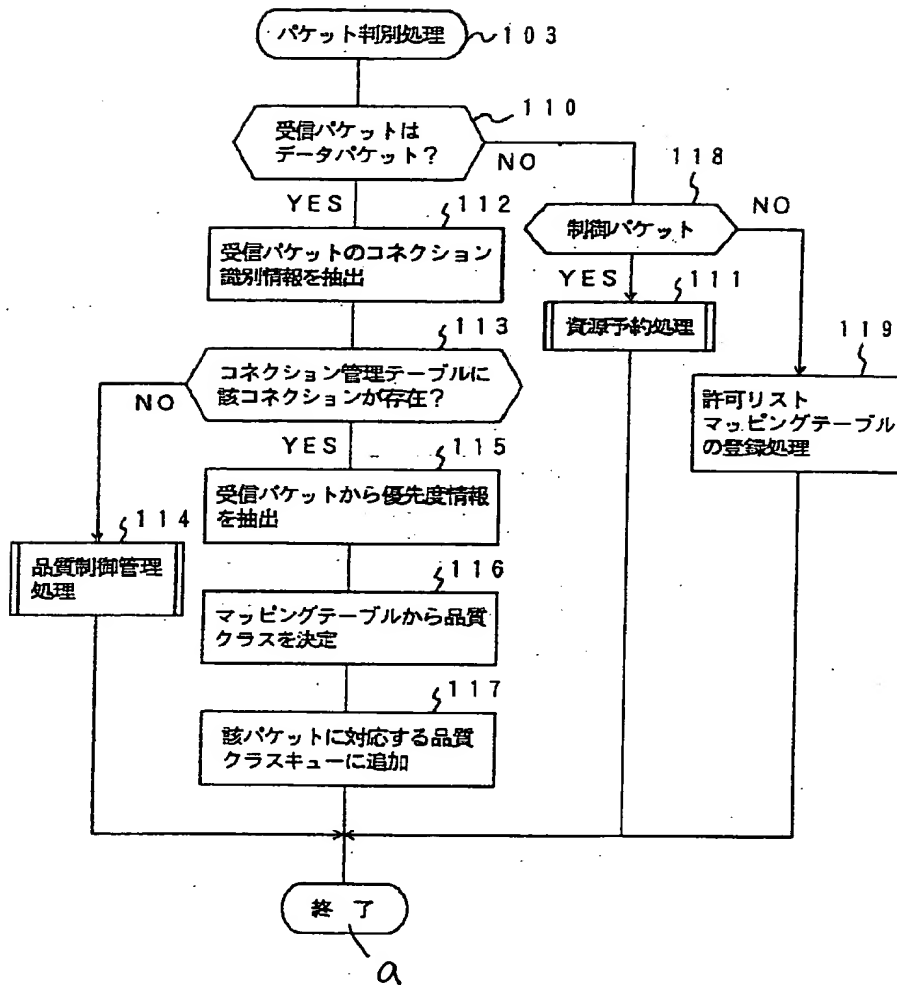 パケット判別処理
103
110
受信パケットは
データパケット?
NO
YES
118
制御パケット
NO
YES
112
受信パケットのコネクション
識別情報を抽出
111
資源予約処理
113
コネクション管理テーブルに
該コネクションが存在?
NO
YES
119
許可リスト
マッピングテーブル
の登録処理
115
受信パケットから優先度情報
を抽出
114
品質制御管理
処理
116
マッピングテーブルから品質
クラスを決定
117
該パケットに対応する品質
クラスキューに追加
終了
a